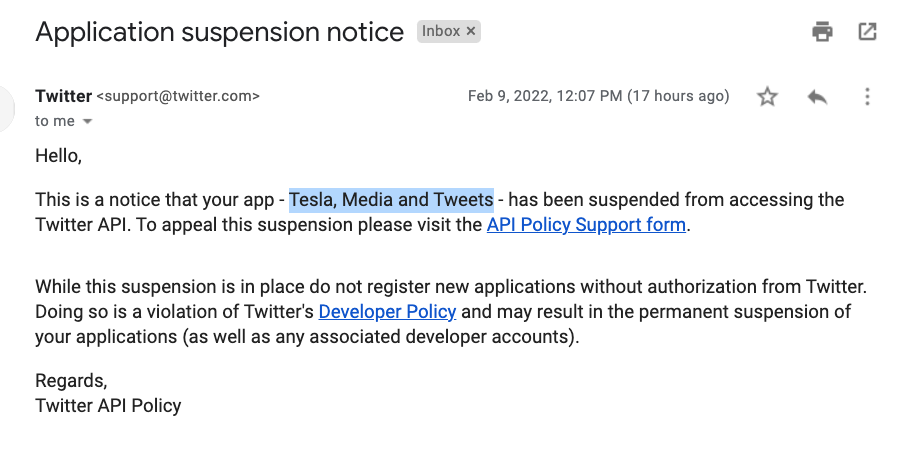 Application suspension notice Inbox ×
Twitter <support@twitter.com> Feb 9, 2022, 12:07 PM (17 hours ago)
to me
Hello,
This is a notice that your app - Tesla, Media and Tweets - has been suspended from accessing the
Twitter API. To appeal this suspension please visit the API Policy Support form.
While this suspension is in place do not register new applications without authorization from Twitter.
Doing so is a violation of Twitter's Developer Policy and may result in the permanent suspension of
your applications (as well as any associated developer accounts).
Regards,
Twitter API Policy